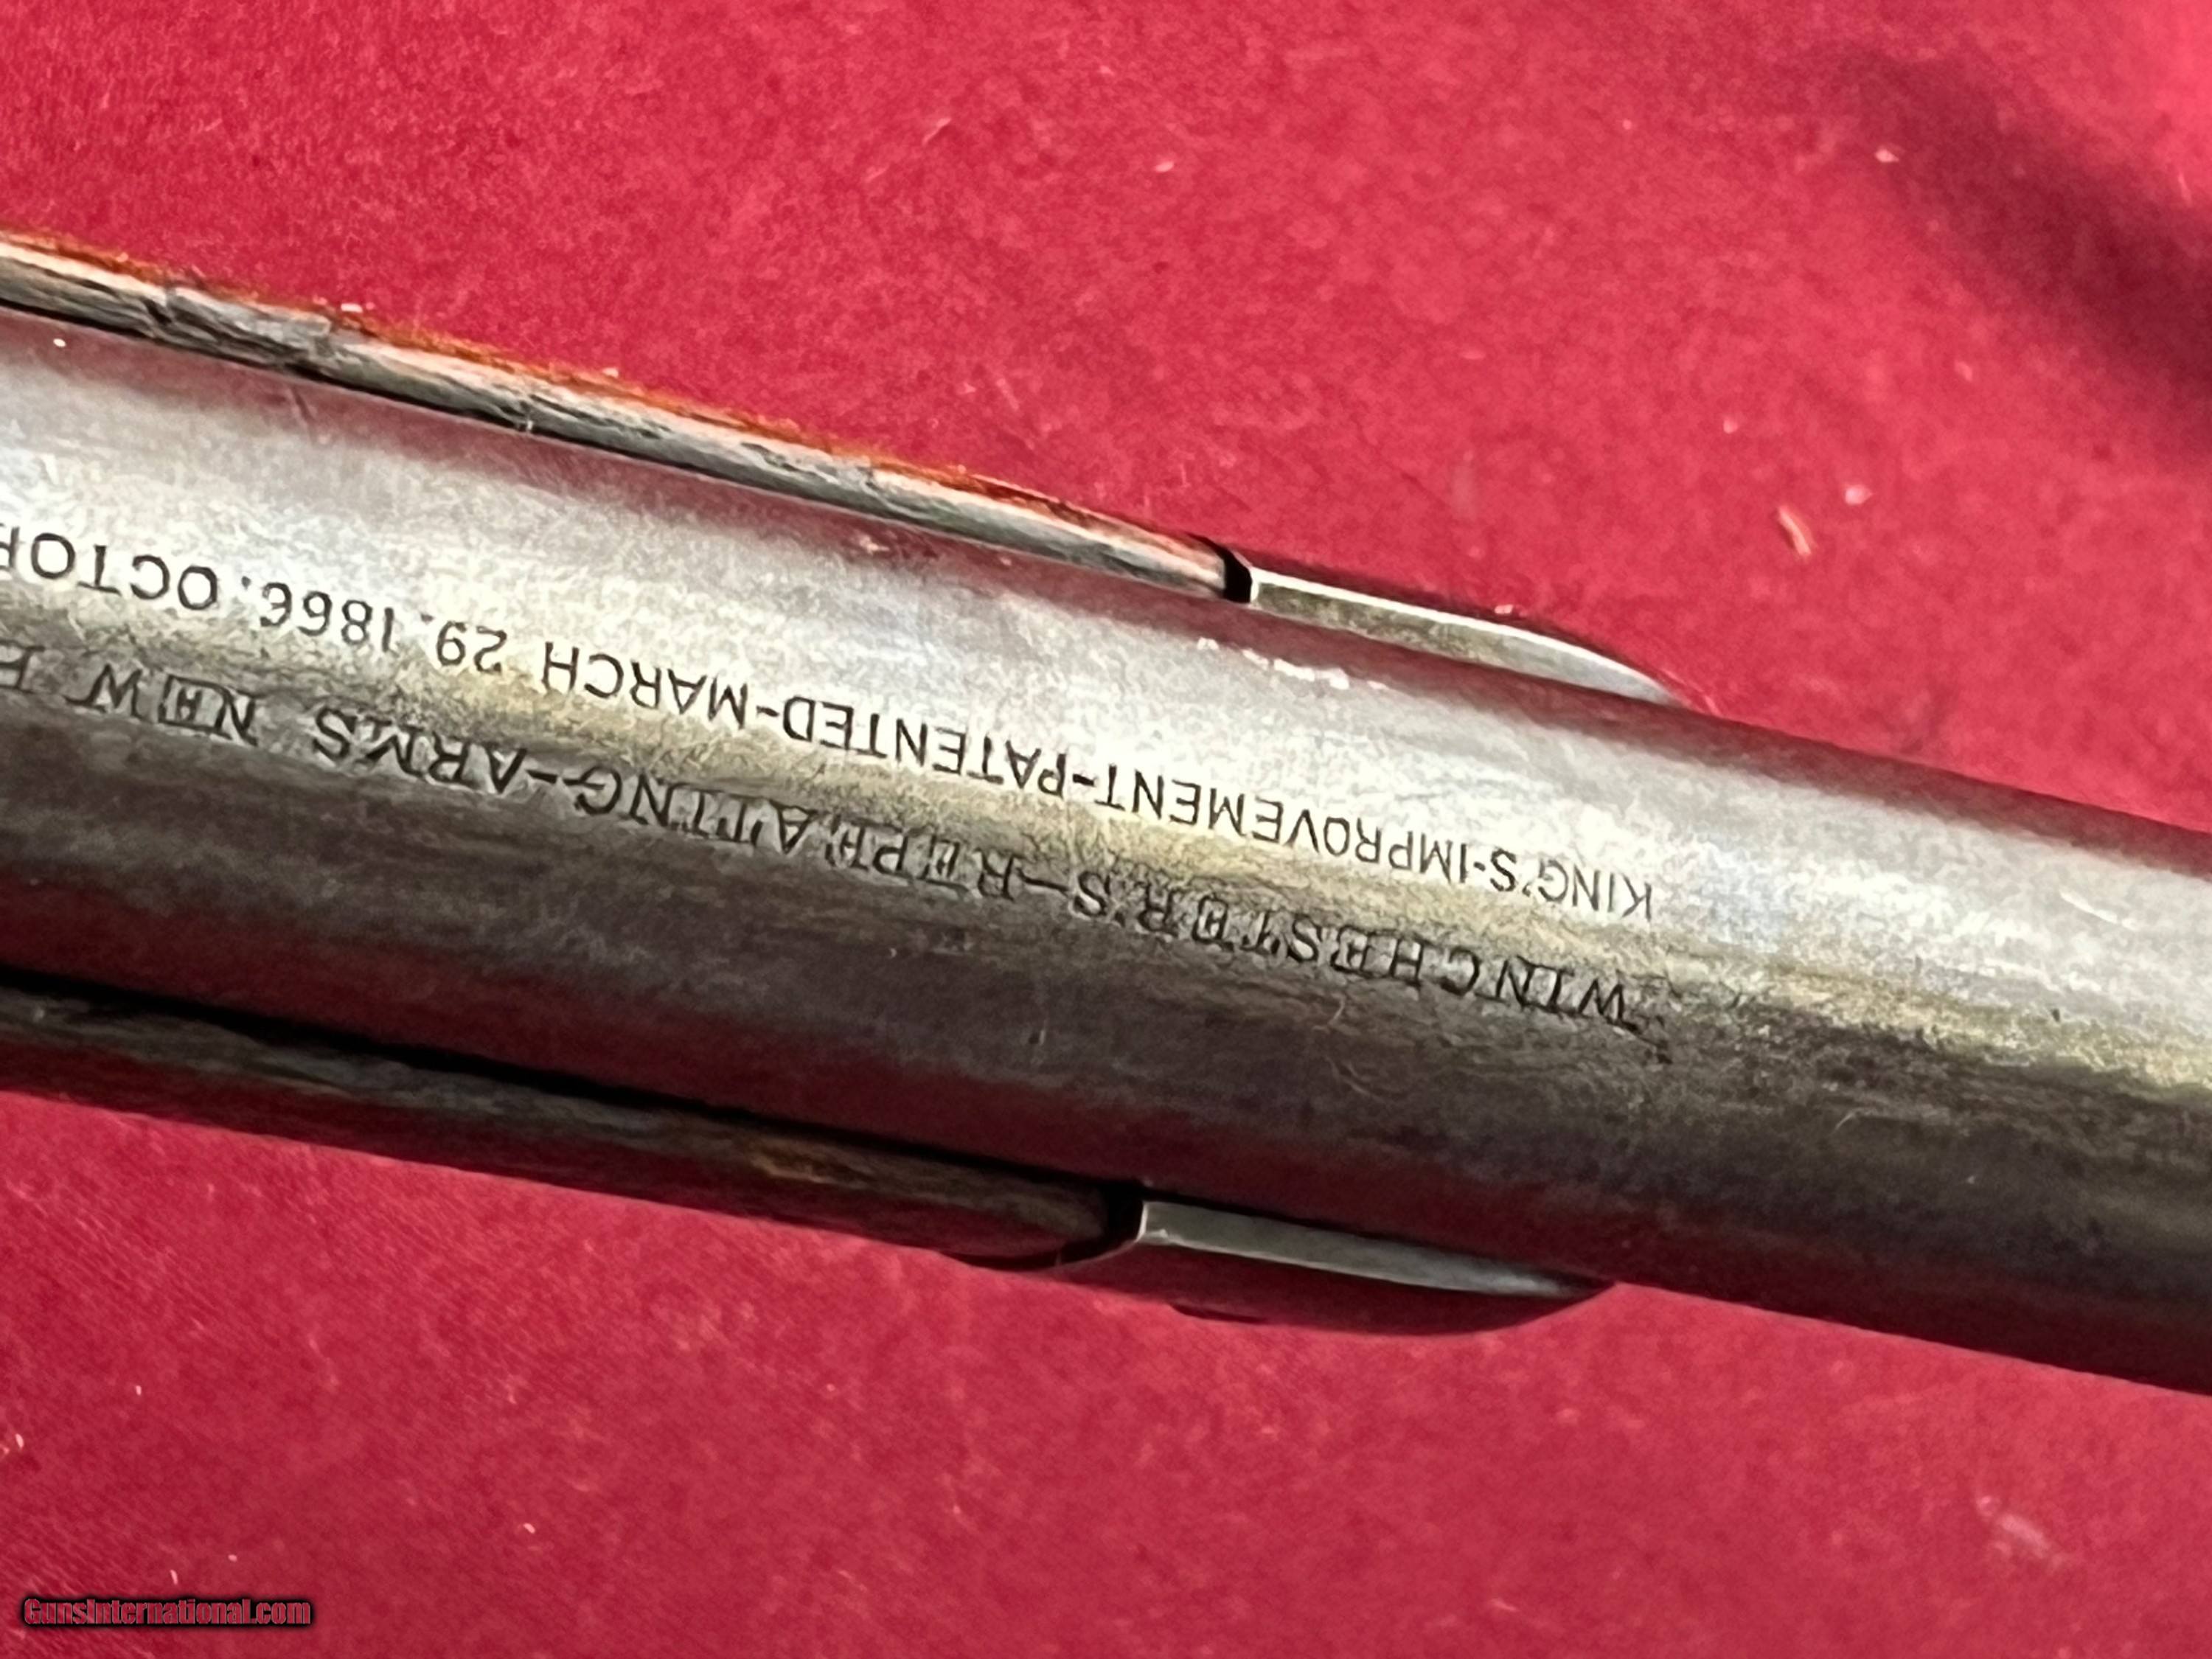 WINCHESTER'S-REPEATING-ARMS NEW
KING'S-IMPROVEMENT-PATENTED-MARCH 29.1866. OCTO
GunsInternational.com